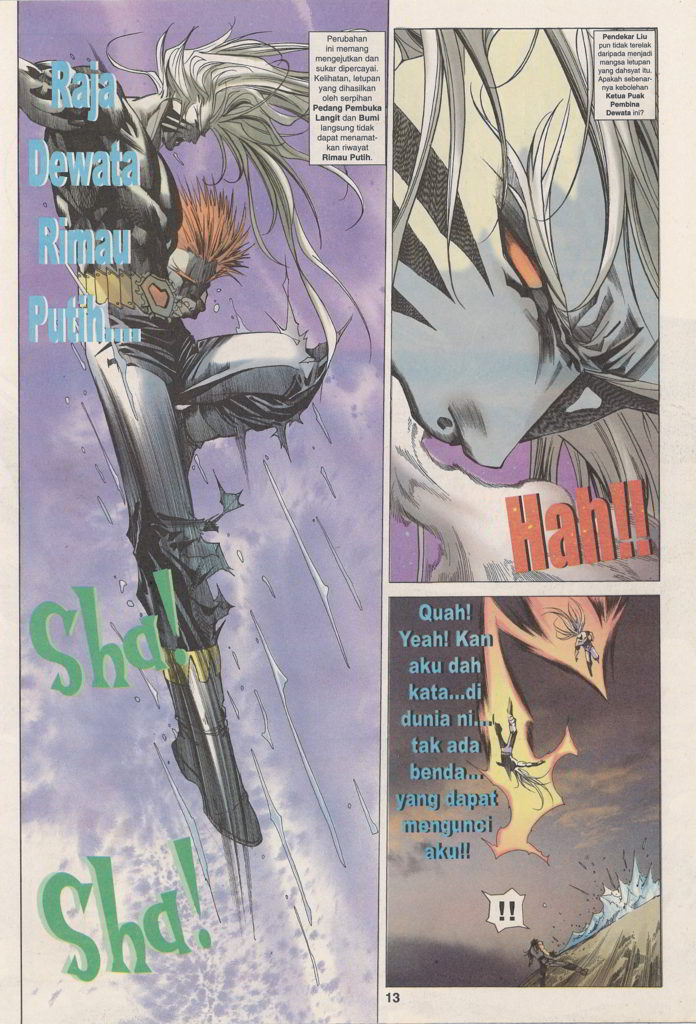 Perubahan
ini memang
mengejutkan dan
sukar dipercayai.
Kelihatan, letupan
yang dihasilkan
oleh serpihan
Pedang Pembuka
Langit dan Bumi
langsung tidak
dapat menamat-
kan riwayat
Rimau Putih.
Raja
Dewata
Rimau
Putih....
Sha!
Sha!
Pendekar Liu
pun tidak terelak
daripada menjadi
mangsa letupan
yang dahsyat itu.
Apakah sebenar-
nya kebolehan
Ketua Puak
Pembina
Dewata ini?
Hah!!
Quah!
Yeah! Kan
aku dah
kata...di
dunia ni....
tak ada
benda...
yang dapat
mengunci
aku!!
!!
13